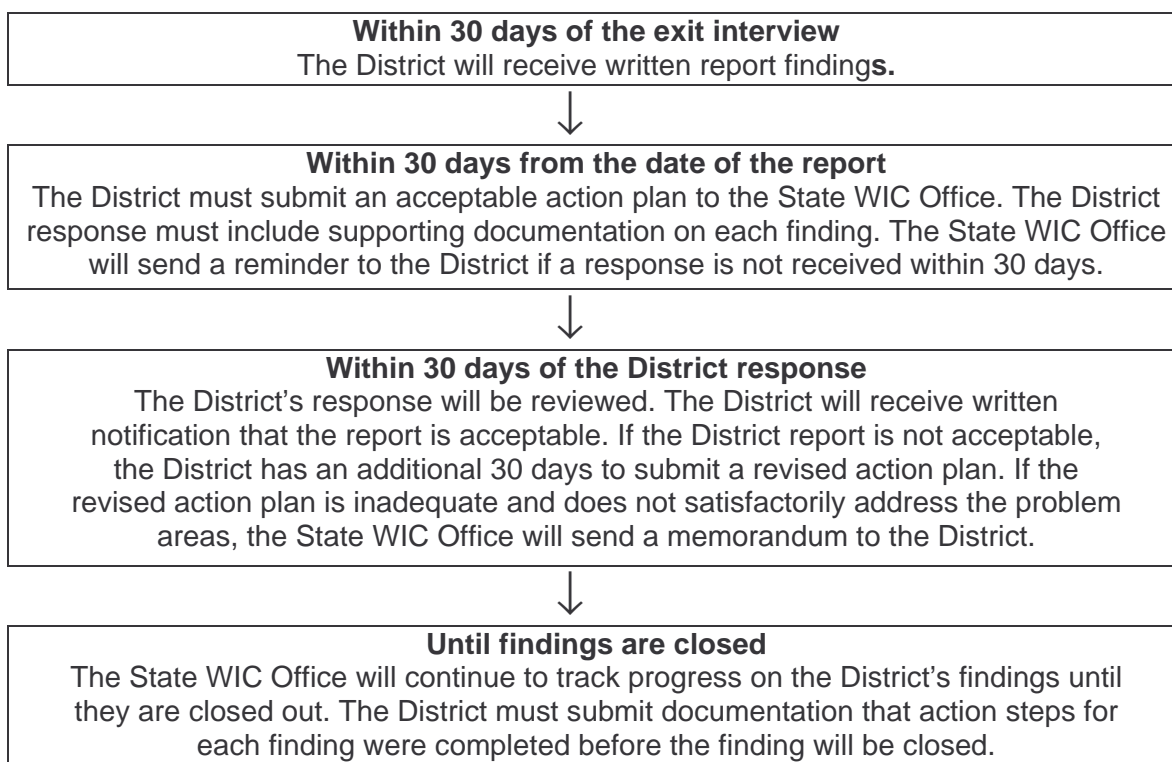 Within 30 days of the exit interview
The District will receive written report findings.
Within 30 days from the date of the report
The District must submit an acceptable action plan to the State WIC Office. The District
response must include supporting documentation on each finding. The State WIC Office
will send a reminder to the District if a response is not received within 30 days.
Within 30 days of the District response
The District’s response will be reviewed. The District will receive written
notification that the report is acceptable. If the District report is not acceptable,
the District has an additional 30 days to submit a revised action plan. If the
revised action plan is inadequate and does not satisfactorily address the problem
areas, the State WIC Office will send a memorandum to the District.
Until findings are closed
The State WIC Office will continue to track progress on the District’s findings until
they are closed out. The District must submit documentation that action steps for
each finding were completed before the finding will be closed.